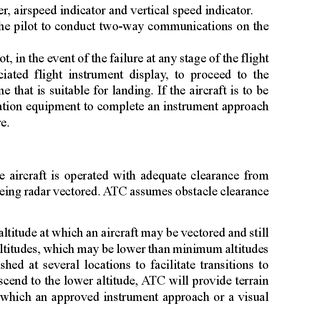 er, airspeed indicator and vertical speed indicator.
he pilot to conduct two-way communications on the
ot, in the event of the failure at any stage of the flight
ciated flight instrument display, to proceed to the
me that is suitable for landing. If the aircraft is to be
ation equipment to complete an instrument approach
re.
e aircraft is operated with adequate clearance from
eing radar vectored. ATC assumes obstacle clearance
altitude at which an aircraft may be vectored and still
ltitudes, which may be lower than minimum altitudes
shed at several locations to facilitate transitions to
scend to the lower altitude, ATC will provide terrain
which an approved instrument approach or a visual